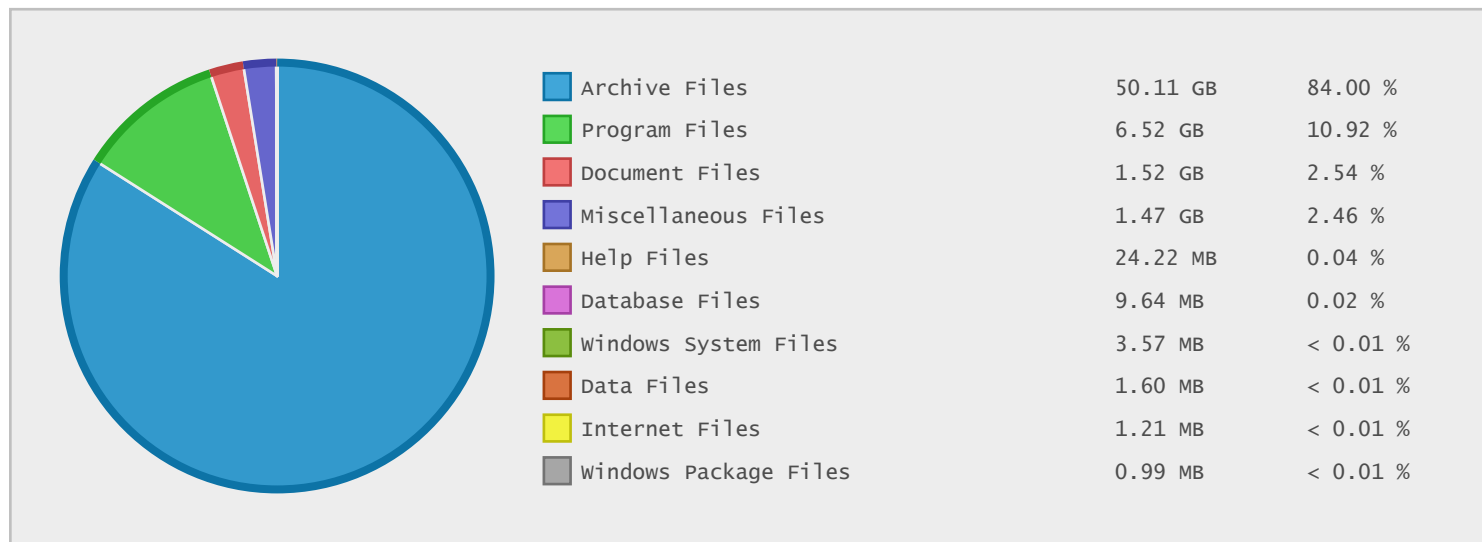 Archive Files 50.11 GB 84.00 %
Program Files 6.52 GB 10.92 %
Document Files 1.52 GB 2.54 %
Miscellaneous Files 1.47 GB 2.46 %
Help Files 24.22 MB 0.04 %
Database Files 9.64 MB 0.02 %
Windows System Files 3.57 MB < 0.01 %
Data Files 1.60 MB < 0.01 %
Internet Files 1.21 MB < 0.01 %
Windows Package Files 0.99 MB < 0.01 %